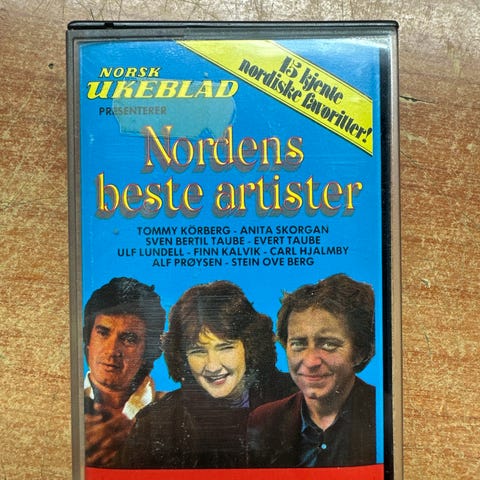 NORSK
UKEBLAD
PRESENTERER
15 kjente
nordiske favoritter!
Nordens
beste artister
TOMMY KÖRBERG - ANITA SKORGAN
SVEN BERTIL TAUBE - EVERT TAUBE
ULF LUNDELL - FINN KALVIK - CARL HJALMBY
ALF PRØYSEN - STEIN OVE BERG